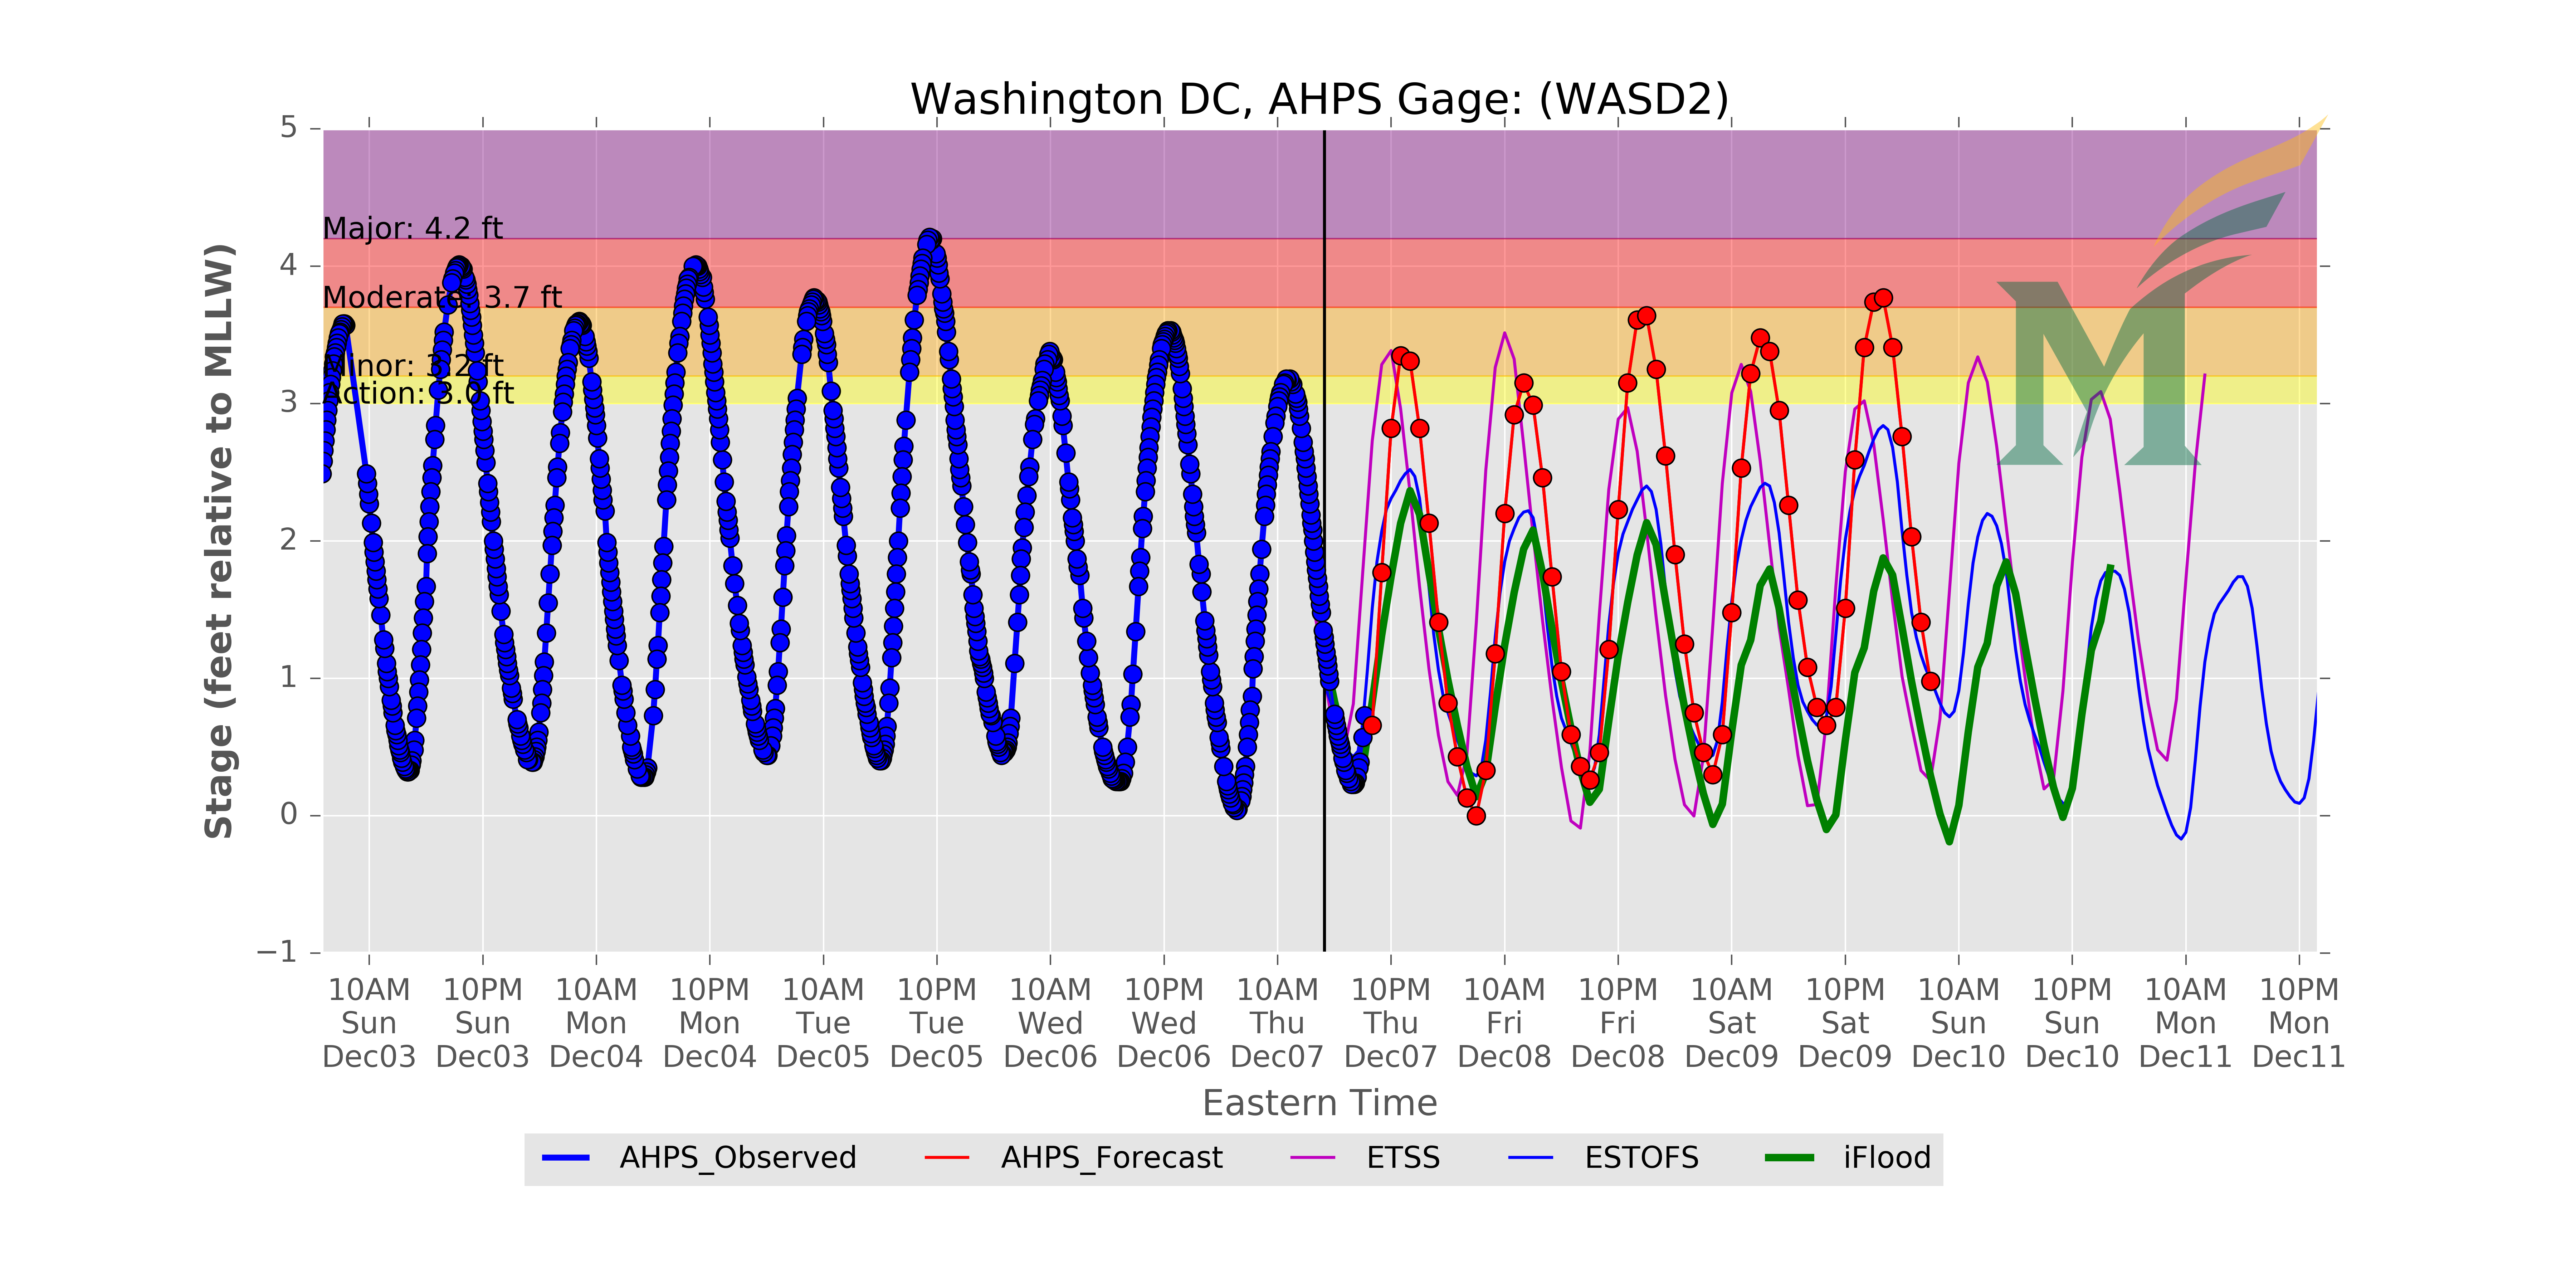 Washington DC, AHPS Gage: (WASD2)
5
4
3
2
1
0
−1
Stage (feet relative to MLLW)
Major: 4.2 ft
Moderate: 3.7 ft
Minor: 3.2 ft
Action: 3.0 ft
M
10AM 10PM 10AM 10PM 10AM 10PM 10AM 10PM 10AM 10PM 10AM 10PM 10AM 10PM 10AM 10PM 10AM 10PM
Sun Sun Mon Mon Tue Tue Wed Wed Thu Thu Fri Fri Sat Sat Sun Sun Mon Mon
Dec03 Dec03 Dec04 Dec04 Dec05 Dec05 Dec06 Dec06 Dec07 Dec07 Dec08 Dec08 Dec09 Dec09 Dec10 Dec10 Dec11 Dec11
Eastern Time
AHPS_Observed AHPS_Forecast ETSS ESTOFS iFlood